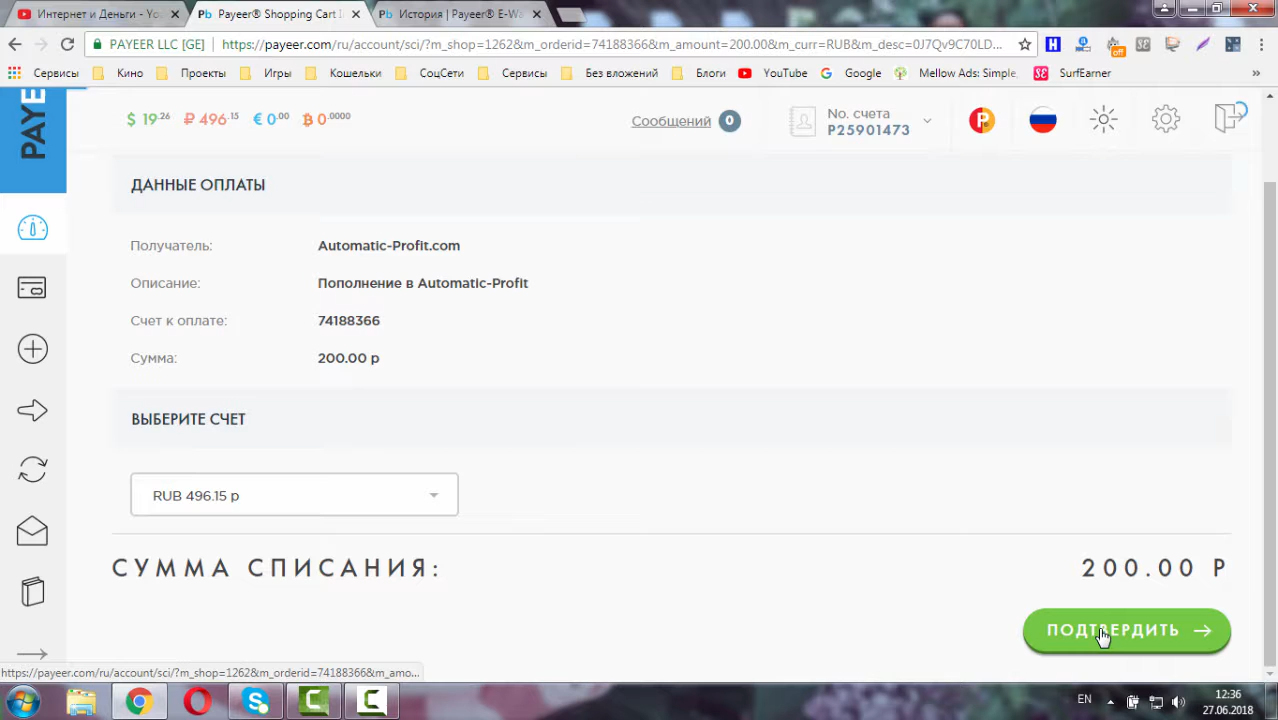 Интернет и Деньги - Yo
Payeer® Shopping Cart I
История | Payeer® E-Wa
PAYEER LLC [GE]
https://payeer.com/ru/account/sci/?m_shop=1262&m_orderid=74188366&m_amount=200.00&m_curr=RUB&m_desc=0J7Qv9C70LD...
Сервисы Кино Проекты Игры Кошельки СоцСети Сервисы Без вложений Блоги YouTube Google Mellow Ads: Simple, SurfEarner
PAYE
$ 19.26 ₽ 496.15 € 0.00 ₿ 0.0000
Сообщений 0
No. счета
P25901473
ДАННЫЕ ОПЛАТЫ
Получатель: Automatic-Profit.com
Описание: Пополнение в Automatic-Profit
Счет к оплате: 74188366
Сумма: 200.00 р
ВЫБЕРИТЕ СЧЕТ
RUB 496.15 р
СУММА СПИСАНИЯ: 200.00 Р
ПОДТВЕРДИТЬ
https://payeer.com/ru/account/sci/?m_shop=1262&m_orderid=74188366&m_amo...
EN
12:36
27.06.2018